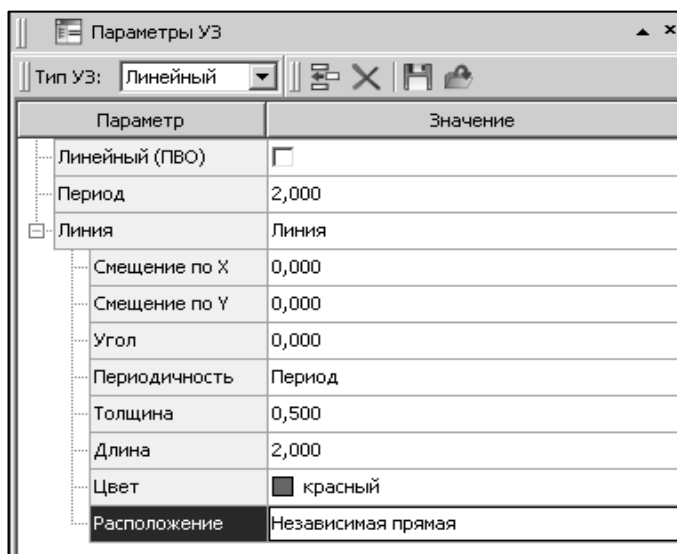 Параметры УЗ
Тип УЗ: Линейный
Параметр Значение
Линейный (ПВО)
Период 2,000
Линия Линия
Смещение по X 0,000
Смещение по Y 0,000
Угол 0,000
Периодичность Период
Толщина 0,500
Длина 2,000
Цвет красный
Расположение Независимая прямая